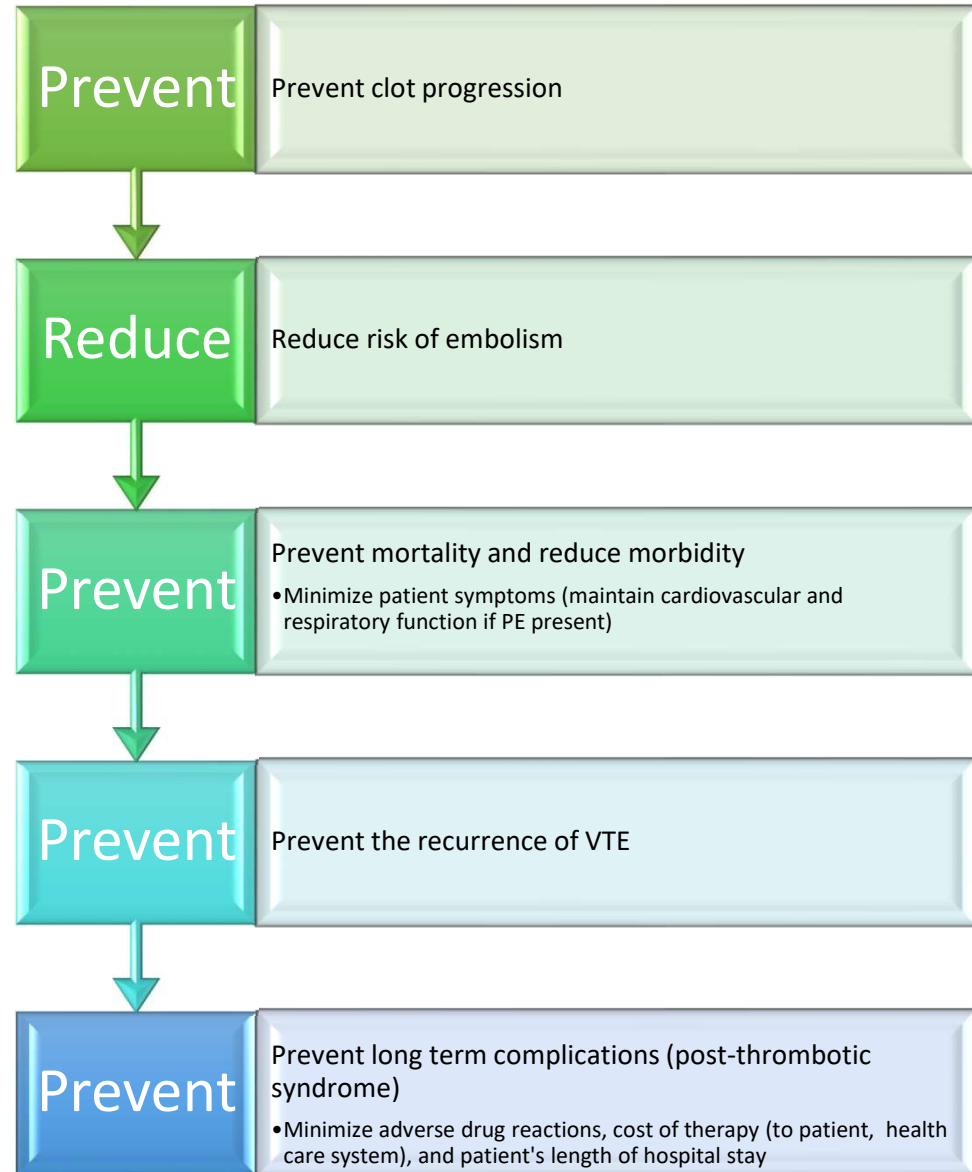 Prevent
Prevent clot progression
Reduce
Reduce risk of embolism
Prevent
Prevent mortality and reduce morbidity
•Minimize patient symptoms (maintain cardiovascular and
respiratory function if PE present)
Prevent
Prevent the recurrence of VTE
Prevent
Prevent long term complications (post-thrombotic
syndrome)
•Minimize adverse drug reactions, cost of therapy (to patient, health
care system), and patient's length of hospital stay